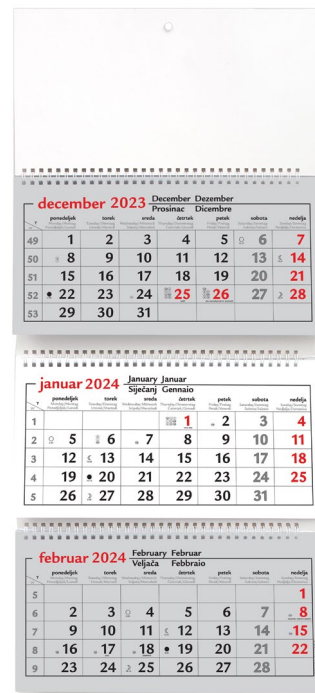 december 2023 December Dezember
Prosinac Dicembre
T ponedeljek torek sreda četrtek petek sobota nedelja
49 1 2 3 4 5 6 7
50 8 9 10 11 12 13 14
51 15 16 17 18 19 20 21
52 22 23 24 25 26 27 28
53 29 30 31
januar 2024 January Januar
Siječanj Gennaio
T ponedeljek torek sreda četrtek petek sobota nedelja
1 1 2 3 4
2 5 6 7 8 9 10 11
3 12 13 14 15 16 17 18
4 19 20 21 22 23 24 25
5 26 27 28 29 30 31
februar 2024 February Februar
Veljača Febbraio
T ponedeljek torek sreda četrtek petek sobota nedelja
5 1
6 2 3 4 5 6 7 8
7 9 10 11 12 13 14 15
8 16 17 18 19 20 21 22
9 23 24 25 26 27 28